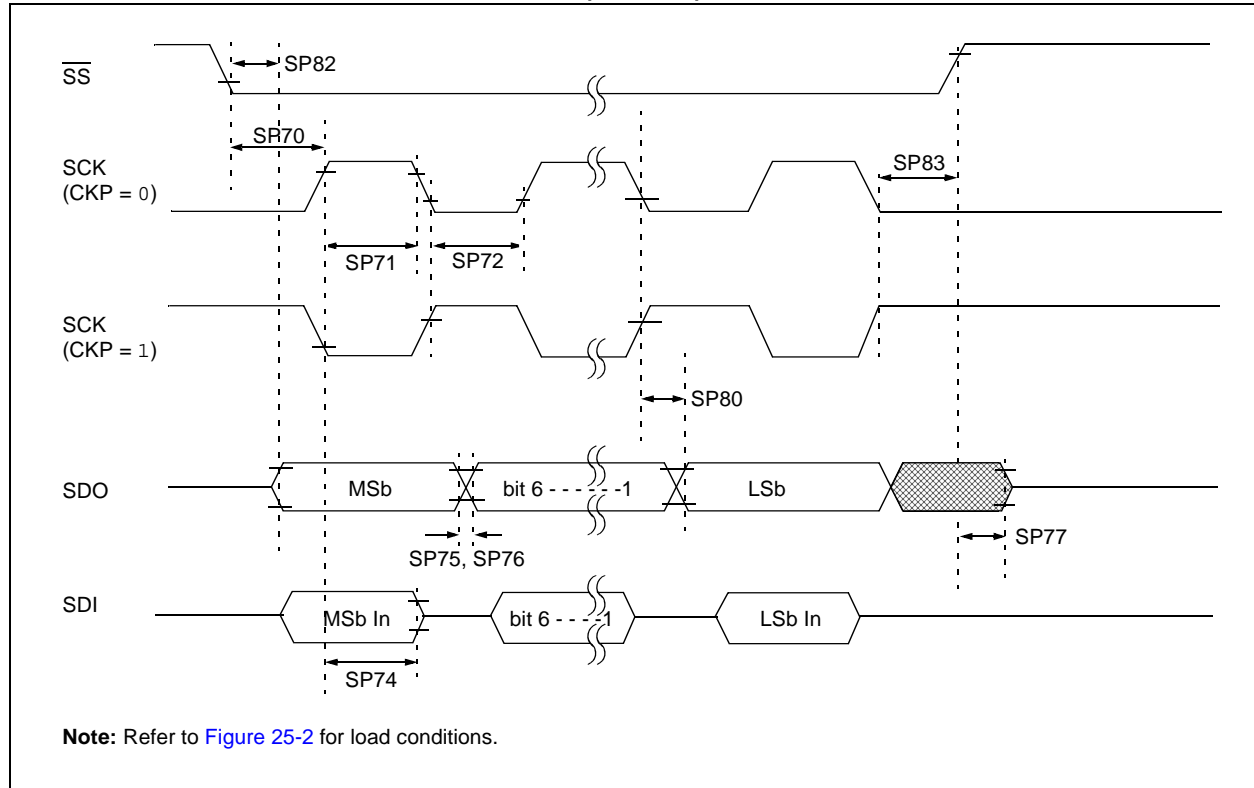 SS
SP82
SP70
SCK
(CKP = 0)
SP83
SP71
SP72
SCK
(CKP = 1)
SP80
SDO
MSb
bit 6 - - - - - -1
LSb
SP75, SP76
SP77
SDI
MSb In
bit 6 - - - -1
LSb In
SP74
Note: Refer to Figure 25-2 for load conditions.